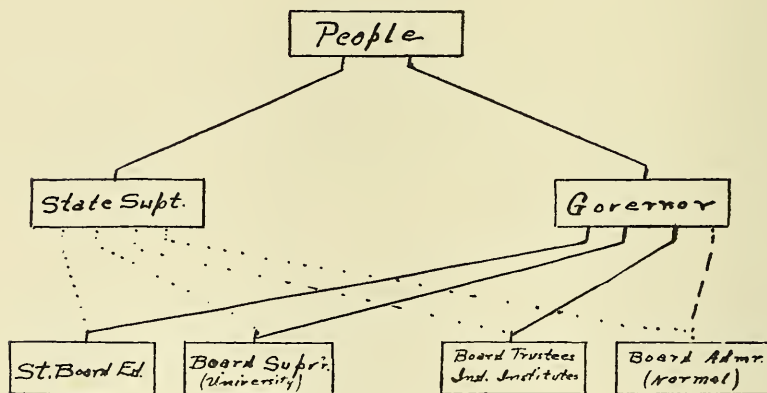 People
State Supt.
Governor
St. Board Ed.
Board Supr'r.
(University)
Board Trustees
Ind. Institutes
Board Admr.
(Normal)